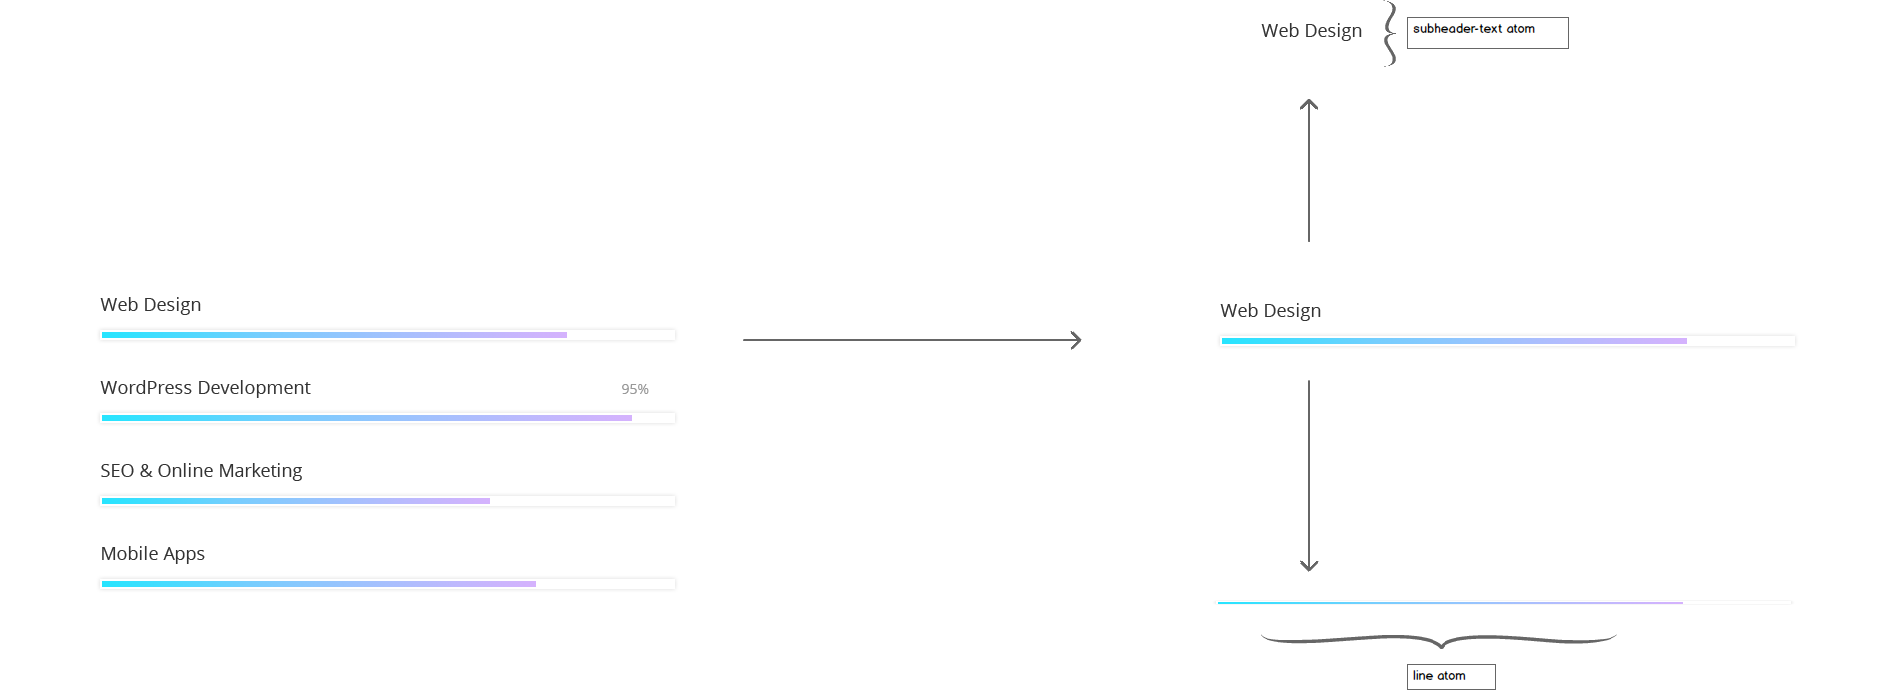 Web Design
subheader-text atom
Web Design
WordPress Development 95%
SEO & Online Marketing
Mobile Apps
Web Design
line atom